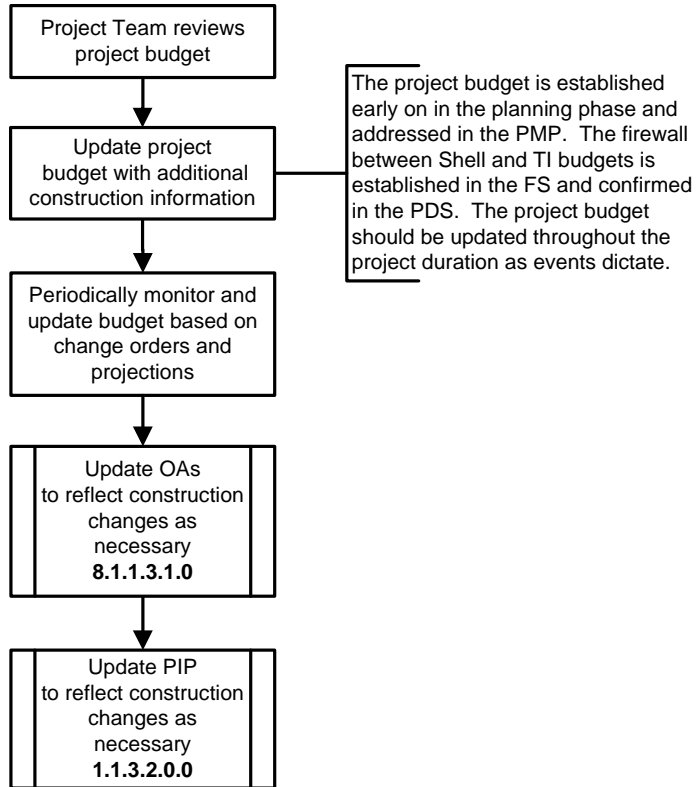 Project Team reviews
project budget
Update project
budget with additional
construction information
The project budget is established
early on in the planning phase and
addressed in the PMP.  The firewall
between Shell and TI budgets is
established in the FS and confirmed
in the PDS.  The project budget
should be updated throughout the
project duration as events dictate.
Periodically monitor and
update budget based on
change orders and
projections
Update OAs
to reflect construction
changes as
necessary
8.1.1.3.1.0
Update PIP
to reflect construction
changes as
necessary
1.1.3.2.0.0